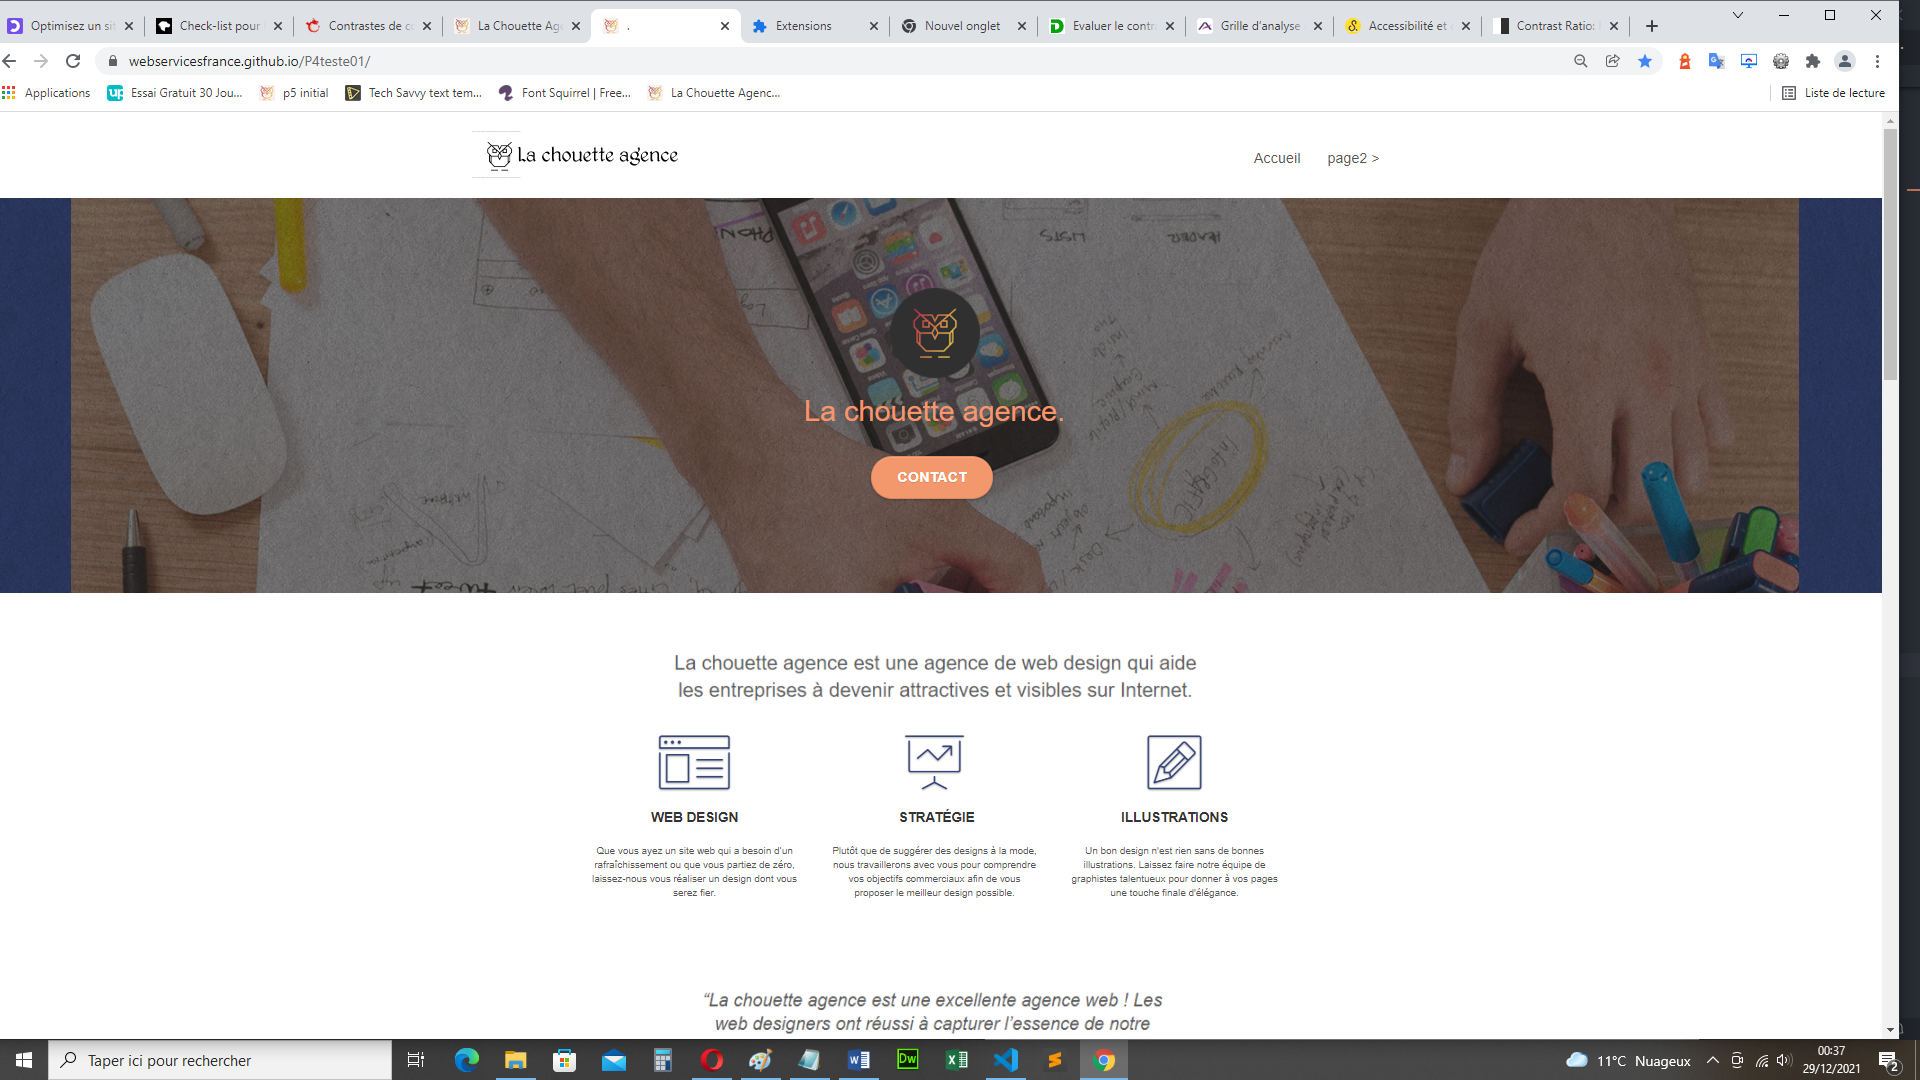 Optimisez un sit
Check-list pour
Contrastes de co
La Chouette Age
.
Extensions
Nouvel onglet
Evaluer le contr
Grille d'analyse
Accessibilité et
Contrast Ratio:
webservicesfrance.github.io/P4teste01/
Applications
Essai Gratuit 30 Jou...
p5 initial
Tech Savvy text tem...
Font Squirrel | Free...
La Chouette Agenc...
Liste de lecture
La chouette agence
Accueil
page2 >
PHON
LISTS
HEADER
La chouette agence.
CONTACT
La chouette agence est une agence de web design qui aide
les entreprises à devenir attractives et visibles sur Internet.
WEB DESIGN
Que vous ayez un site web qui a besoin d'un
rafraîchissement ou que vous partiez de zéro,
laissez-nous vous réaliser un design dont vous
serez fier.
STRATÉGIE
Plutôt que de suggérer des designs à la mode,
nous travaillerons avec vous pour comprendre
vos objectifs commerciaux afin de vous
proposer le meilleur design possible.
ILLUSTRATIONS
Un bon design n'est rien sans de bonnes
illustrations. Laissez faire notre équipe de
graphistes talentueux pour donner à vos pages
une touche finale d'élégance.
“La chouette agence est une excellente agence web ! Les
web designers ont réussi à capturer l’essence de notre
Taper ici pour rechercher
Dw
11°C Nuageux
00:37
29/12/2021
2